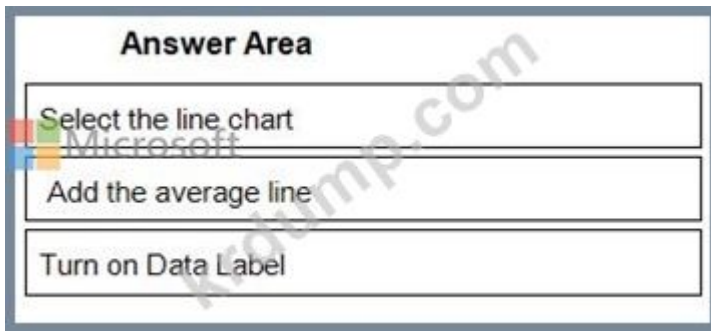 Answer Area
Select the line chart
Microsoft
Add the average line
Turn on Data Label
krdump.com